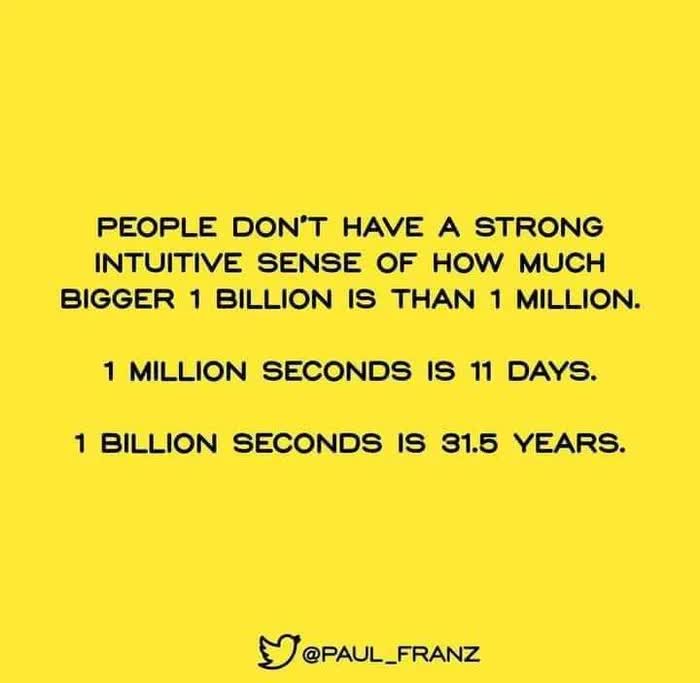 PEOPLE DON'T HAVE A STRONG
INTUITIVE SENSE OF HOW MUCH
BIGGER 1 BILLION IS THAN 1 MILLION.
1 MILLION SECONDS IS 11 DAYS.
1 BILLION SECONDS IS 31.5 YEARS.
@PAUL_FRANZ